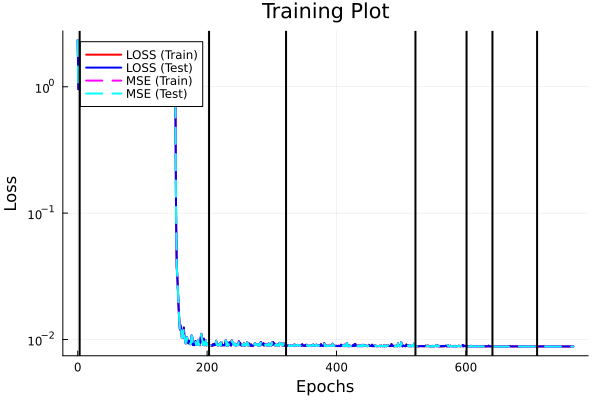 Training Plot
LOSS (Train)
LOSS (Test)
MSE (Train)
MSE (Test)
10⁰
10⁻¹
10⁻²
Loss
0 200 400 600
Epochs